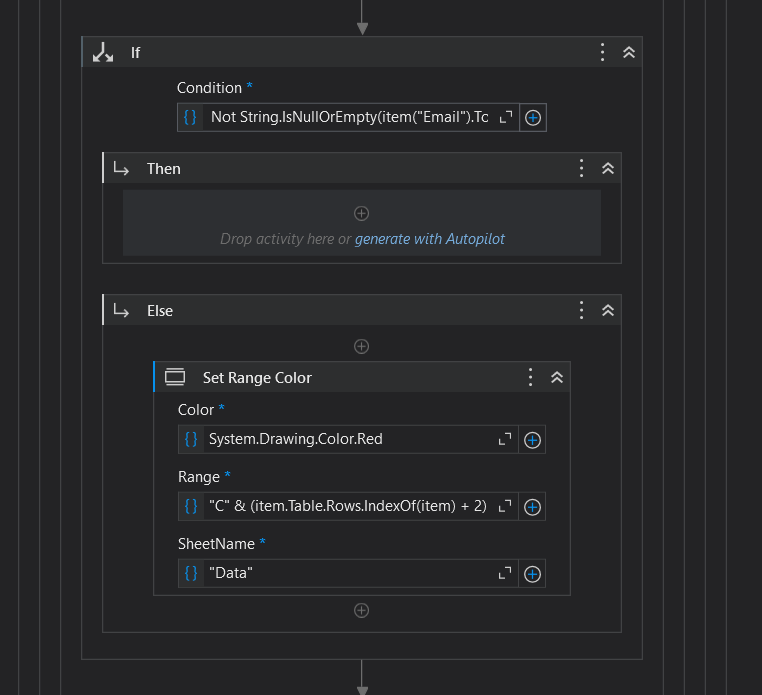 If
Condition *
Not String.IsNullOrEmpty(item("Email").Tc
Then
Drop activity here or generate with Autopilot
Else
Set Range Color
Color *
System.Drawing.Color.Red
Range *
"C" & (item.Table.Rows.IndexOf(item) + 2)
SheetName *
"Data"